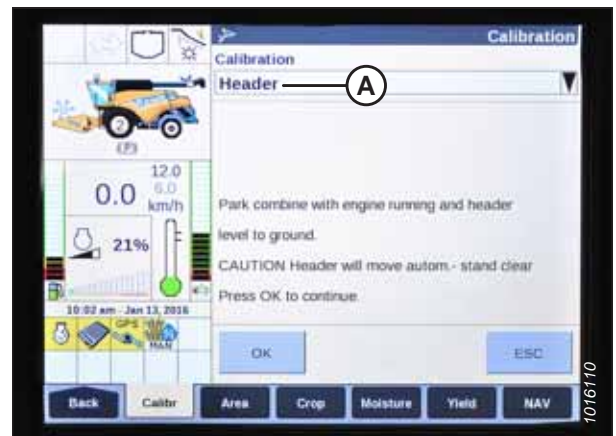 Calibration
Calibration
Header
A
2
(P)
12.0
6.0
0.0
km/h
21%
Park combine with engine running and header
level to ground.
CAUTION Header will move autom.- stand clear
Press OK to continue
10:02 am Jan 13, 2016
GPS
MAN
OK
ESC
Back
Calibr
Area
Crop
Moisture
Yield
NAV
1016110